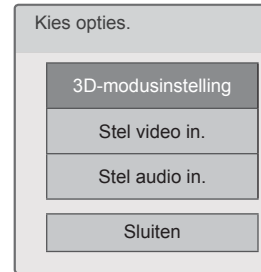 Kies opties.
3D-modusinstelling
Stel video in.
Stel audio in.
Sluiten